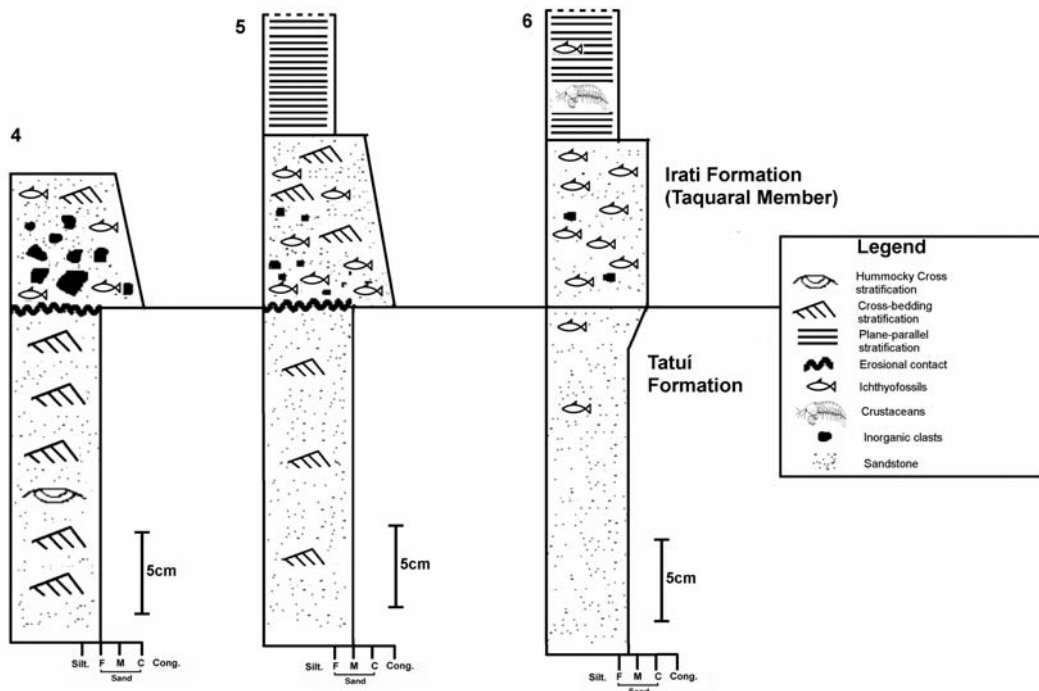 4
5
6
Irati Formation
(Taquaral Member)
Tatuí
Formation
Legend
Hummocky Cross
stratification
Cross-bedding
stratification
Plane-parallel
stratification
Erosional contact
Ichthyofossils
Crustaceans
Inorganic clasts
Sandstone
5cm
5cm
5cm
Silt. F M C Cong.
Sand
Silt. F M C Cong.
Sand
Silt. F M C Cong.
Sand